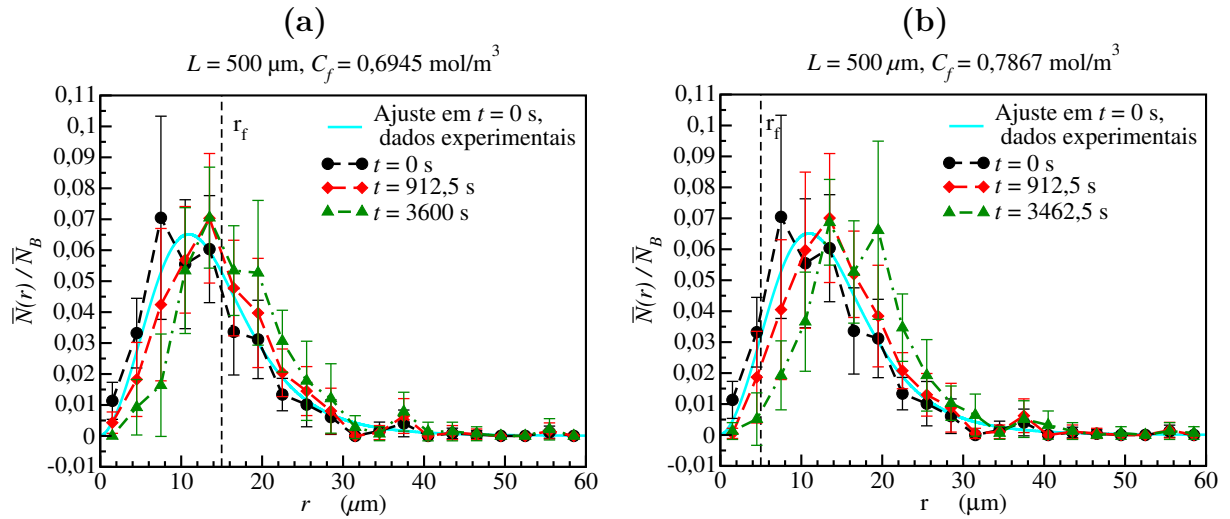 (a)
L = 500 µm, C_f = 0,6945 mol/m³
0,11
0,1
0,09
0,08
0,07
0,06
0,05
0,04
0,03
0,02
0,01
0
-0,01
N̅(r) / N̅_B
r_f
Ajuste em t = 0 s,
dados experimentais
t = 0 s
t = 912,5 s
t = 3600 s
0 10 20 30 40 50 60
r (µm)
(b)
L = 500 µm, C_f = 0,7867 mol/m³
0,11
0,1
0,09
0,08
0,07
0,06
0,05
0,04
0,03
0,02
0,01
0
-0,01
N̅(r) / N̅_B
r_f
Ajuste em t = 0 s,
dados experimentais
t = 0 s
t = 912,5 s
t = 3462,5 s
0 10 20 30 40 50 60
r (µm)